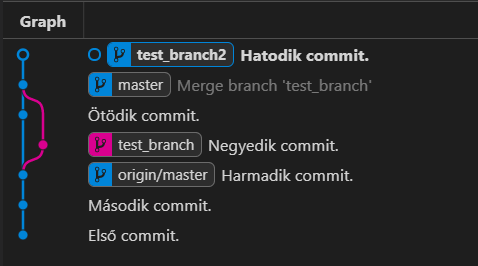 Graph
test_branch2 Hatodik commit.
master Merge branch 'test_branch'
Ötödik commit.
test_branch Negyedik commit.
origin/master Harmadik commit.
Második commit.
Első commit.